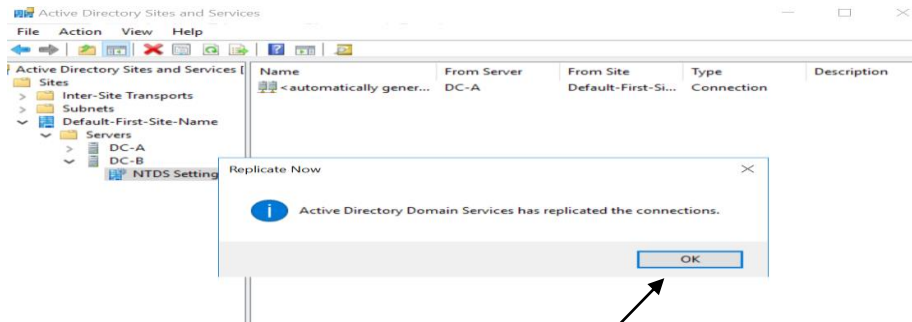 Active Directory Sites and Services
File Action View Help
Active Directory Sites and Services [
Name From Server From Site Type Description
Sites
<automatically gener... DC-A Default-First-Si... Connection
Inter-Site Transports
Subnets
Default-First-Site-Name
Servers
DC-A
DC-B
NTDS Setting
Replicate Now
Active Directory Domain Services has replicated the connections.
OK